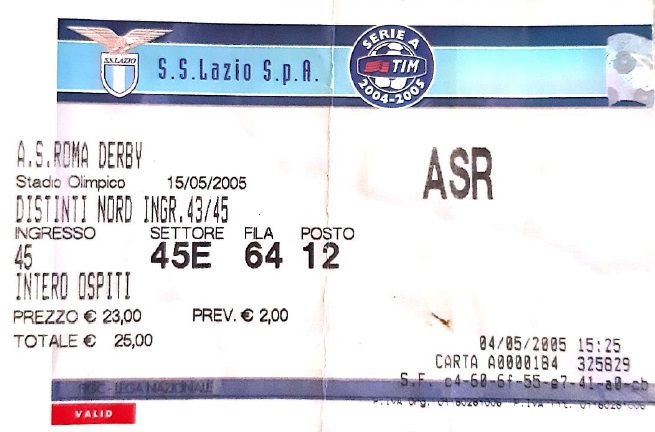 S.S.LAZIO
S.S.Lazio S.p.A.
SERIE A
TIM
2004-2005
A.S.ROMA DERBY
ASR
Stadio Olimpico 15/05/2005
DISTINTI NORD INGR.43/45
INGRESSO SETTORE FILA POSTO
45 45E 64 12
INTERO OSPITI
PREZZO € 23,00 PREV. € 2,00
TOTALE € 25,00
04/05/2005 15:25
CARTA A0000184 325829
S.F. c4-60-6f-55-e7-41-a0-cb
LEGA NAZIONALE
VALID